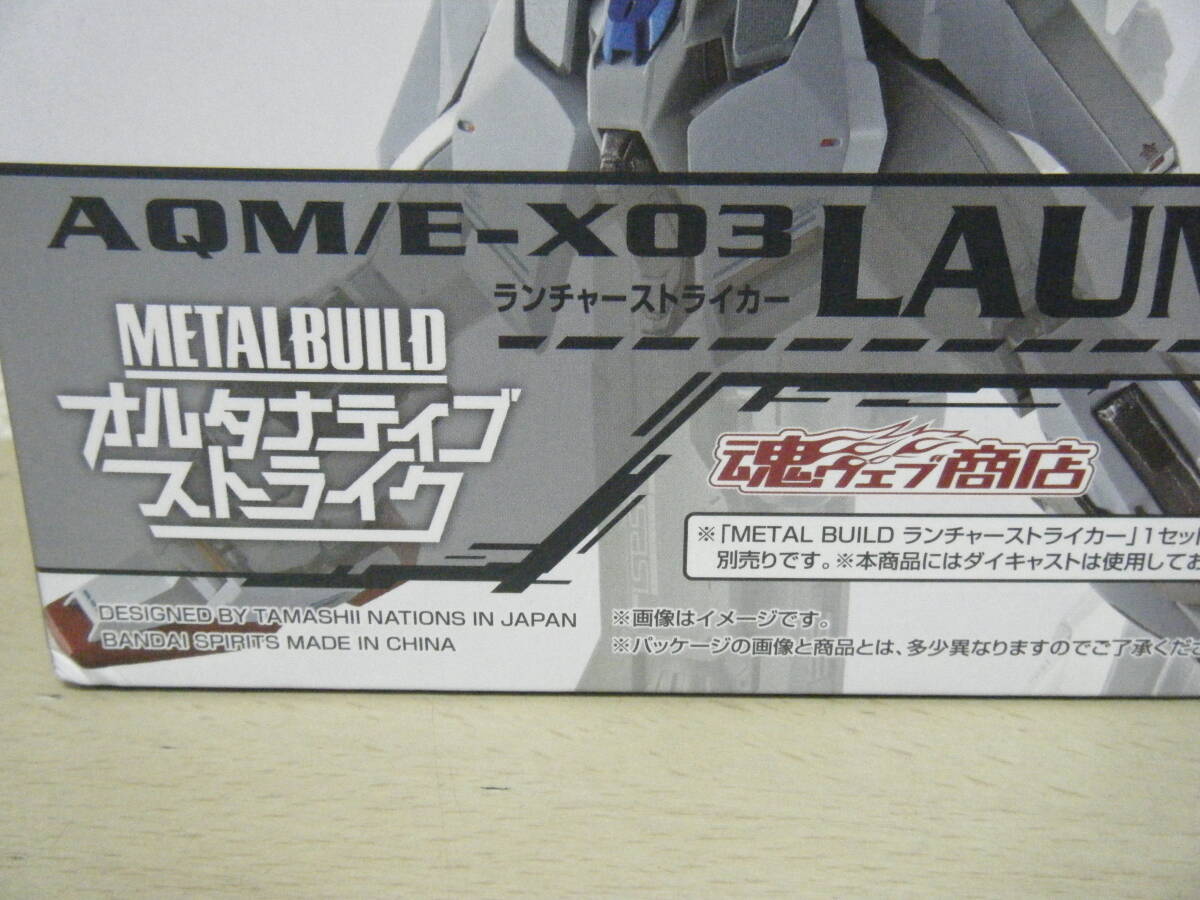 AQM/E-X03 LAUN
ランチャーストライカー
METAL BUILD
オルタナティブ
ストライク
魂ウェブ商店
※「METAL BUILD ランチャーストライカー」1セット
別売りです。※本商品にはダイキャストは使用してお
DESIGNED BY TAMASHII NATIONS IN JAPAN
BANDAI SPIRITS MADE IN CHINA
※画像はイメージです。
※パッケージの画像と商品とは、多少異なりますのでご了承くださ